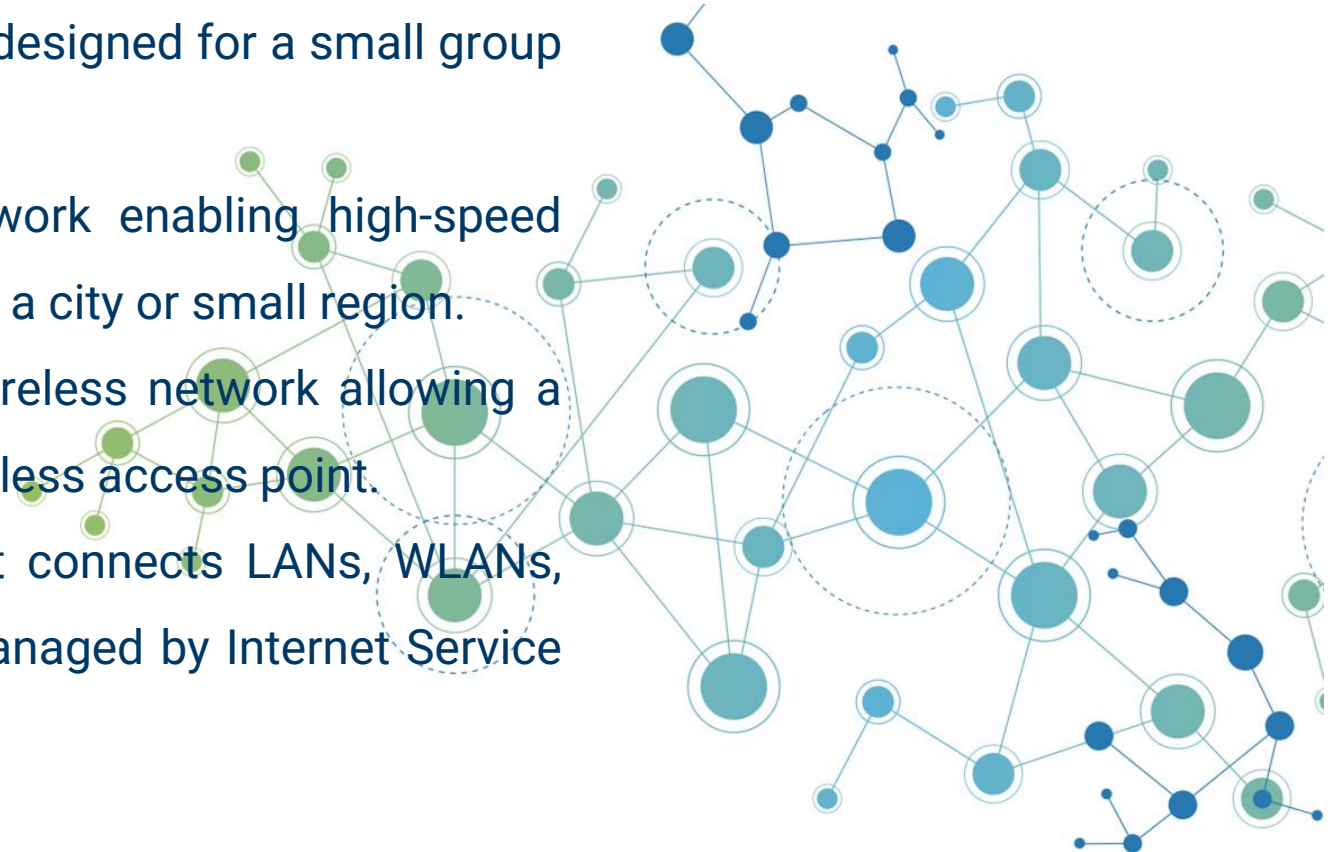 designed for a small group
work enabling high-speed
a city or small region.
reless network allowing a
less access point.
connects LANs, WLANs,
anaged by Internet Service